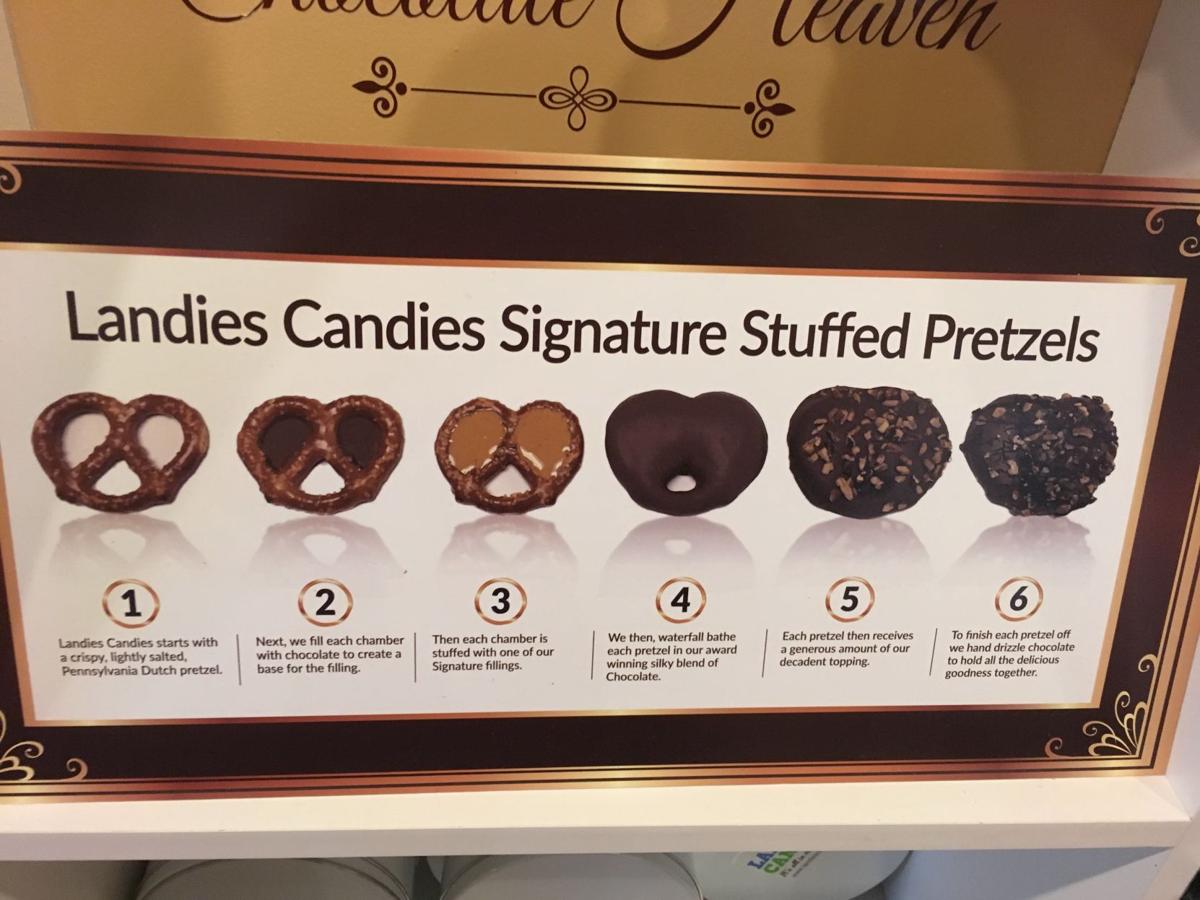 Chocolate Heaven
Landies Candies Signature Stuffed Pretzels
1
Landies Candies starts with
a crispy, lightly salted,
Pennsylvania Dutch pretzel.
2
Next, we fill each chamber
with chocolate to create a
base for the filling.
3
Then each chamber is
stuffed with one of our
Signature fillings.
4
We then, waterfall bathe
each pretzel in our award
winning silky blend of
Chocolate.
5
Each pretzel then receives
a generous amount of our
decadent topping.
6
To finish each pretzel off
we hand drizzle chocolate
to hold all the delicious
goodness together.